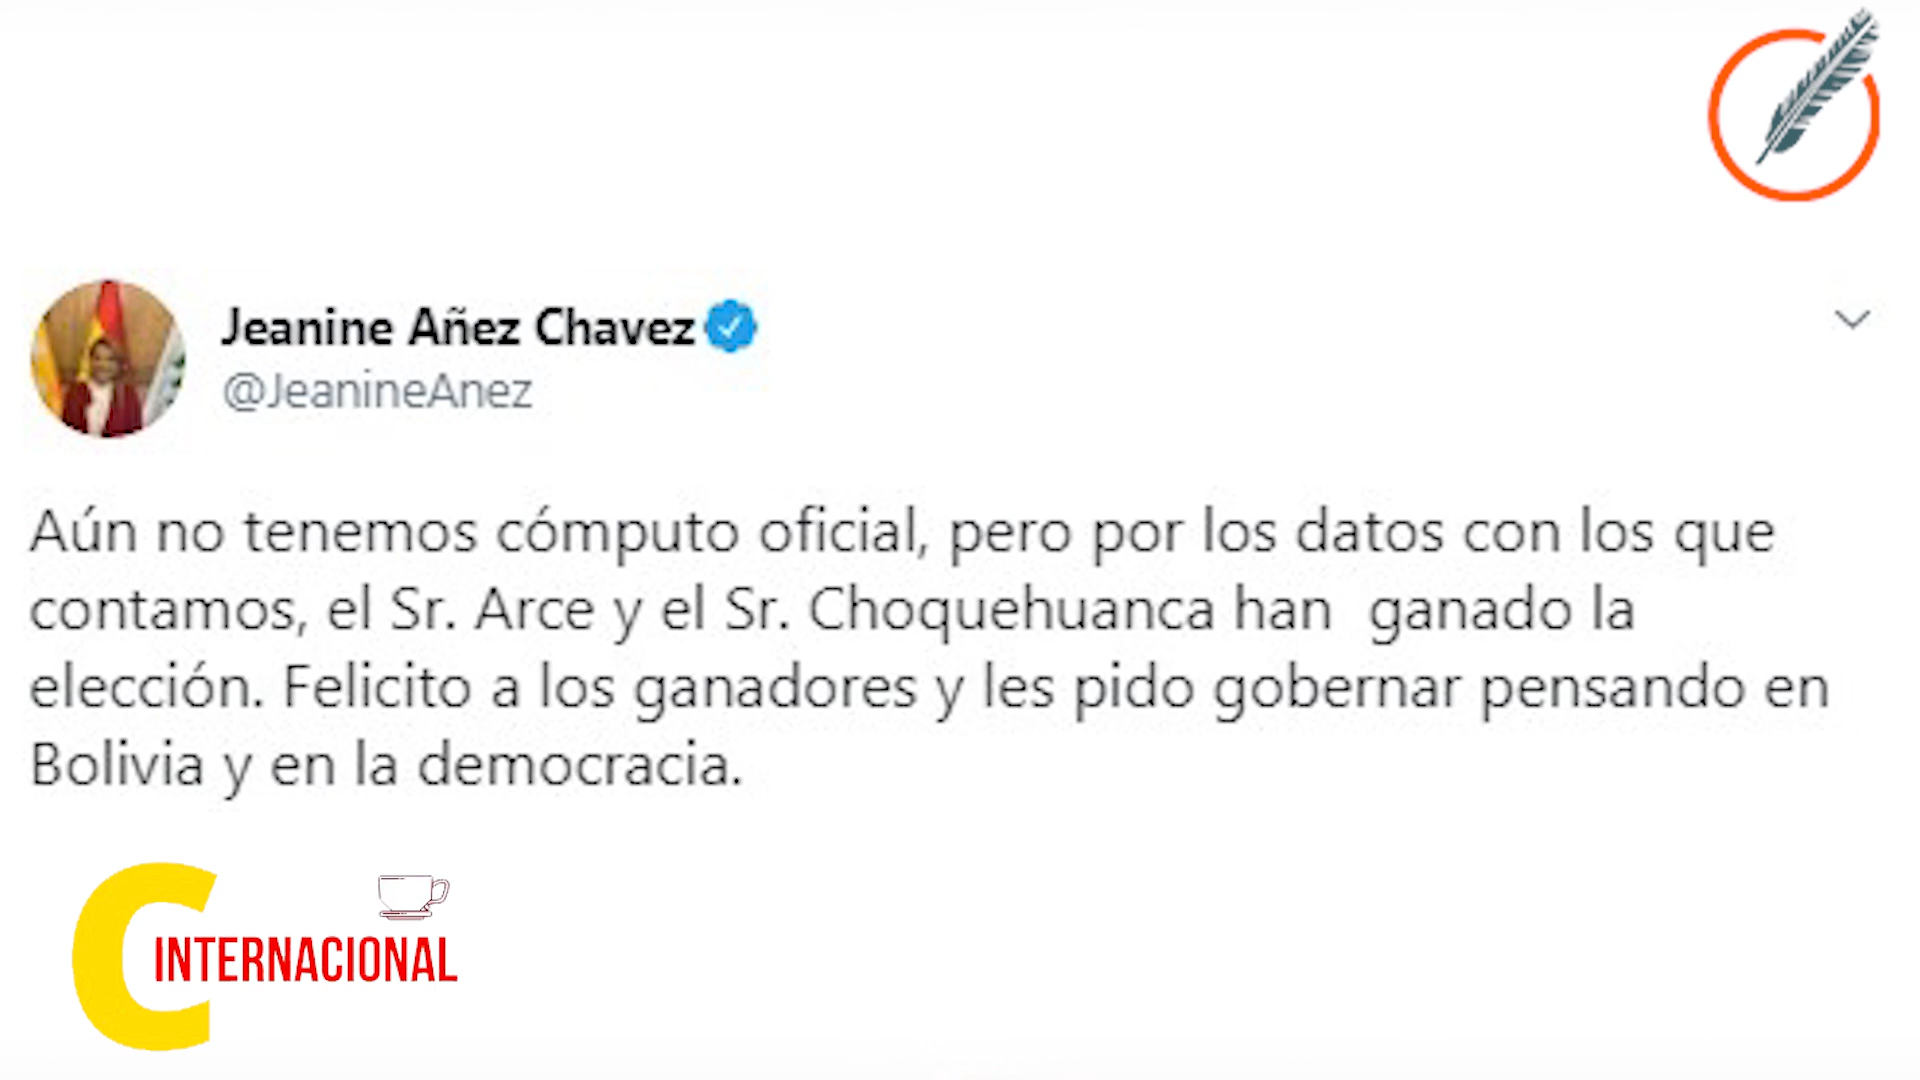 Jeanine Añez Chavez
@JeanineAnez
Aún no tenemos cómputo oficial, pero por los datos con los que
contamos, el Sr. Arce y el Sr. Choquehuanca han  ganado la
elección. Felicito a los ganadores y les pido gobernar pensando en
Bolivia y en la democracia.
C
INTERNACIONAL